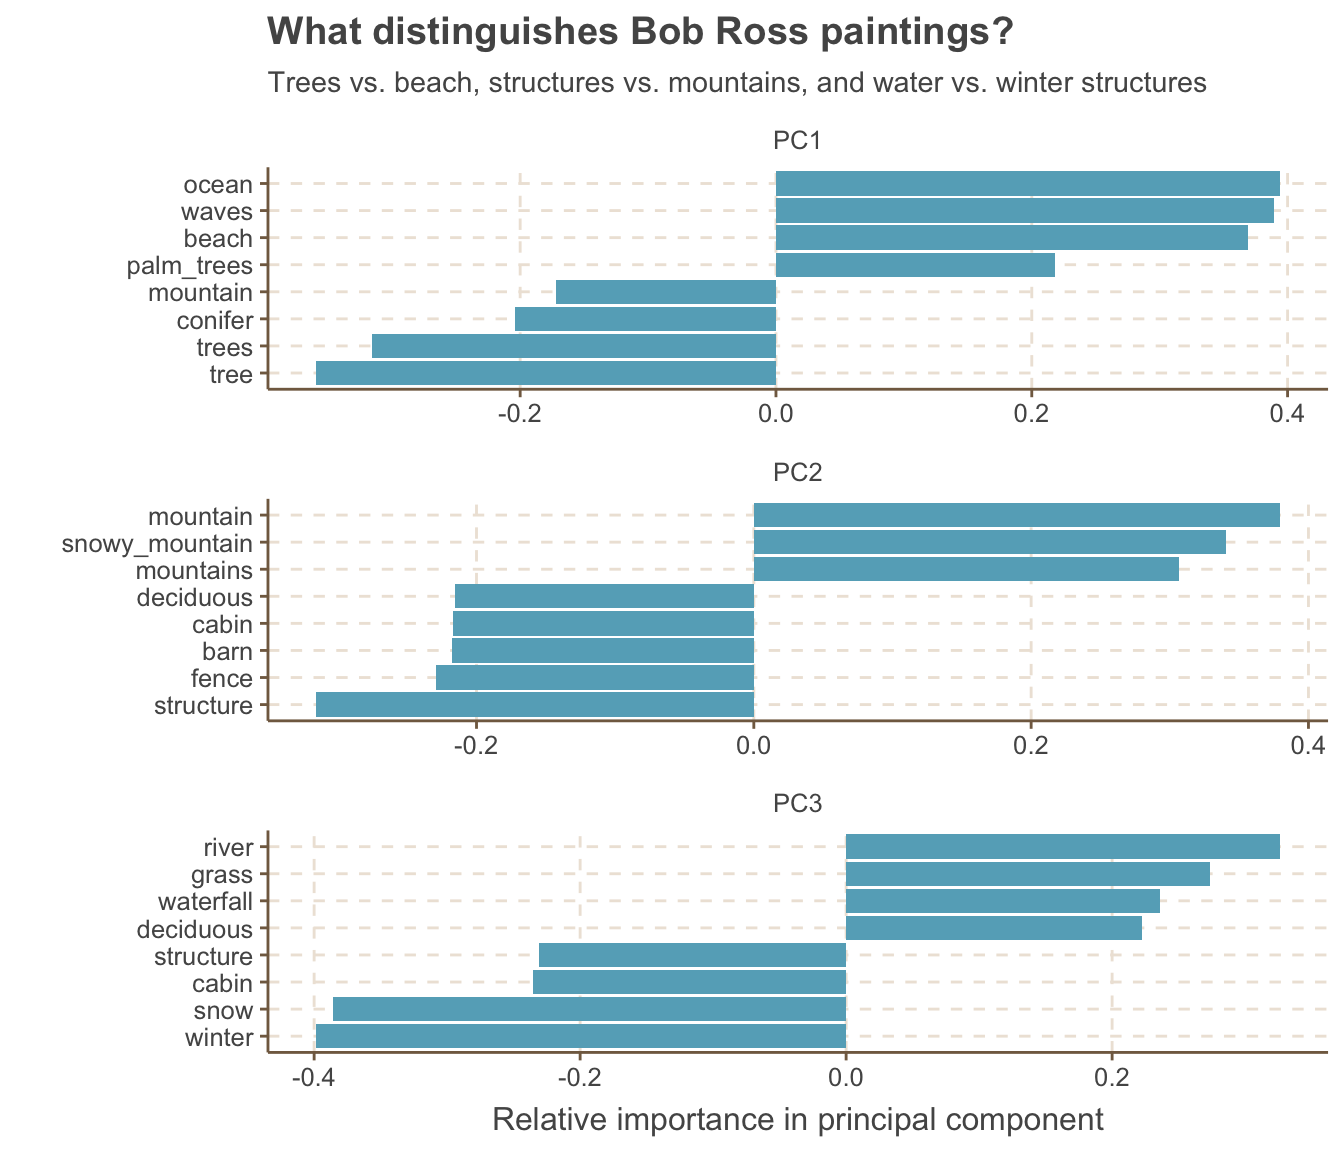 What distinguishes Bob Ross paintings?
Trees vs. beach, structures vs. mountains, and water vs. winter structures
PC1
ocean
waves
beach
palm_trees
mountain
conifer
trees
tree
-0.2 0.0 0.2 0.4
PC2
mountain
snowy_mountain
mountains
deciduous
cabin
barn
fence
structure
-0.2 0.0 0.2 0.4
PC3
river
grass
waterfall
deciduous
structure
cabin
snow
winter
-0.4 -0.2 0.0 0.2
Relative importance in principal component